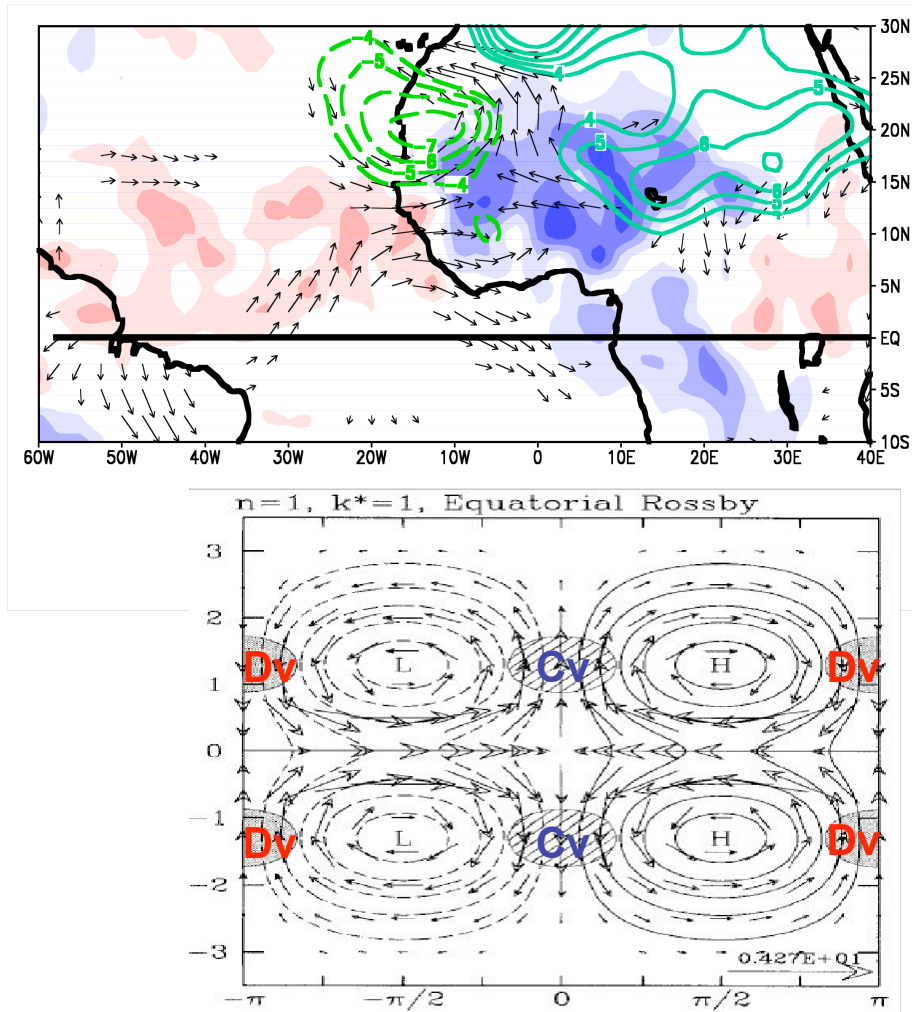 30N
-4
-5
4
25N
5
4
20N
-7
5
6
-6
-5
-4
15N
6
5
4
10N
5N
EQ
5S
10S
60W 50W 40W 30W 20W 10W 0 10E 20E 30E 40E
n=1, k*=1, Equatorial Rossby
3
2
Dv L Cv H Dv
1
0
-1
Dv L Cv H Dv
-2
-3
0.427E+01
-π -π/2 0 π/2 π